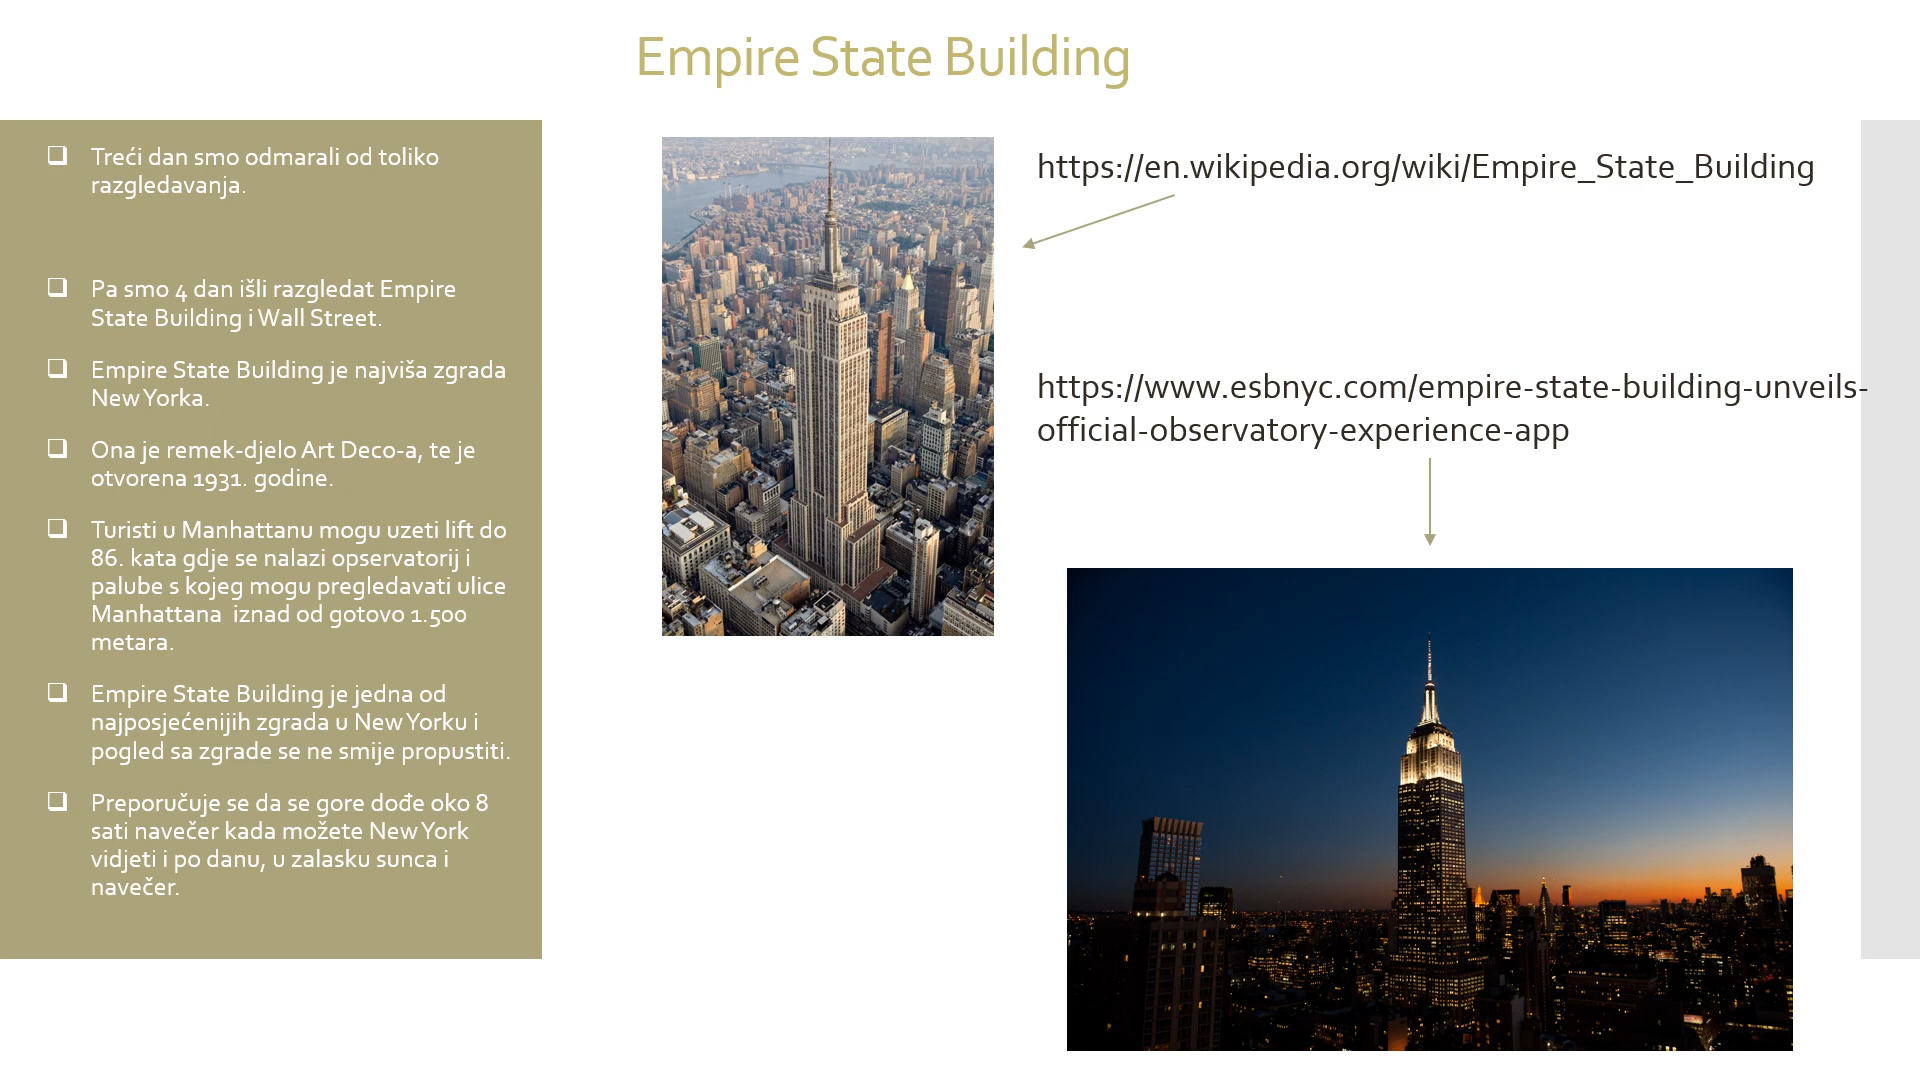 Empire State Building
Treći dan smo odmarali od toliko
razgledavanja.
Pa smo 4 dan išli razgledat Empire
State Building i Wall Street.
Empire State Building je najviša zgrada
New Yorka.
Ona je remek-djelo Art Deco-a, te je
otvorena 1931. godine.
Turisti u Manhattanu mogu uzeti lift do
86. kata gdje se nalazi opservatorij i
palube s kojeg mogu pregledavati ulice
Manhattana  iznad od gotovo 1.500
metara.
Empire State Building je jedna od
najposjećenijih zgrada u New Yorku i
pogled sa zgrade se ne smije propustiti.
Preporučuje se da se gore dođe oko 8
sati navečer kada možete New York
vidjeti i po danu, u zalasku sunca i
navečer.
https://en.wikipedia.org/wiki/Empire_State_Building
https://www.esbnyc.com/empire-state-building-unveils-
official-observatory-experience-app